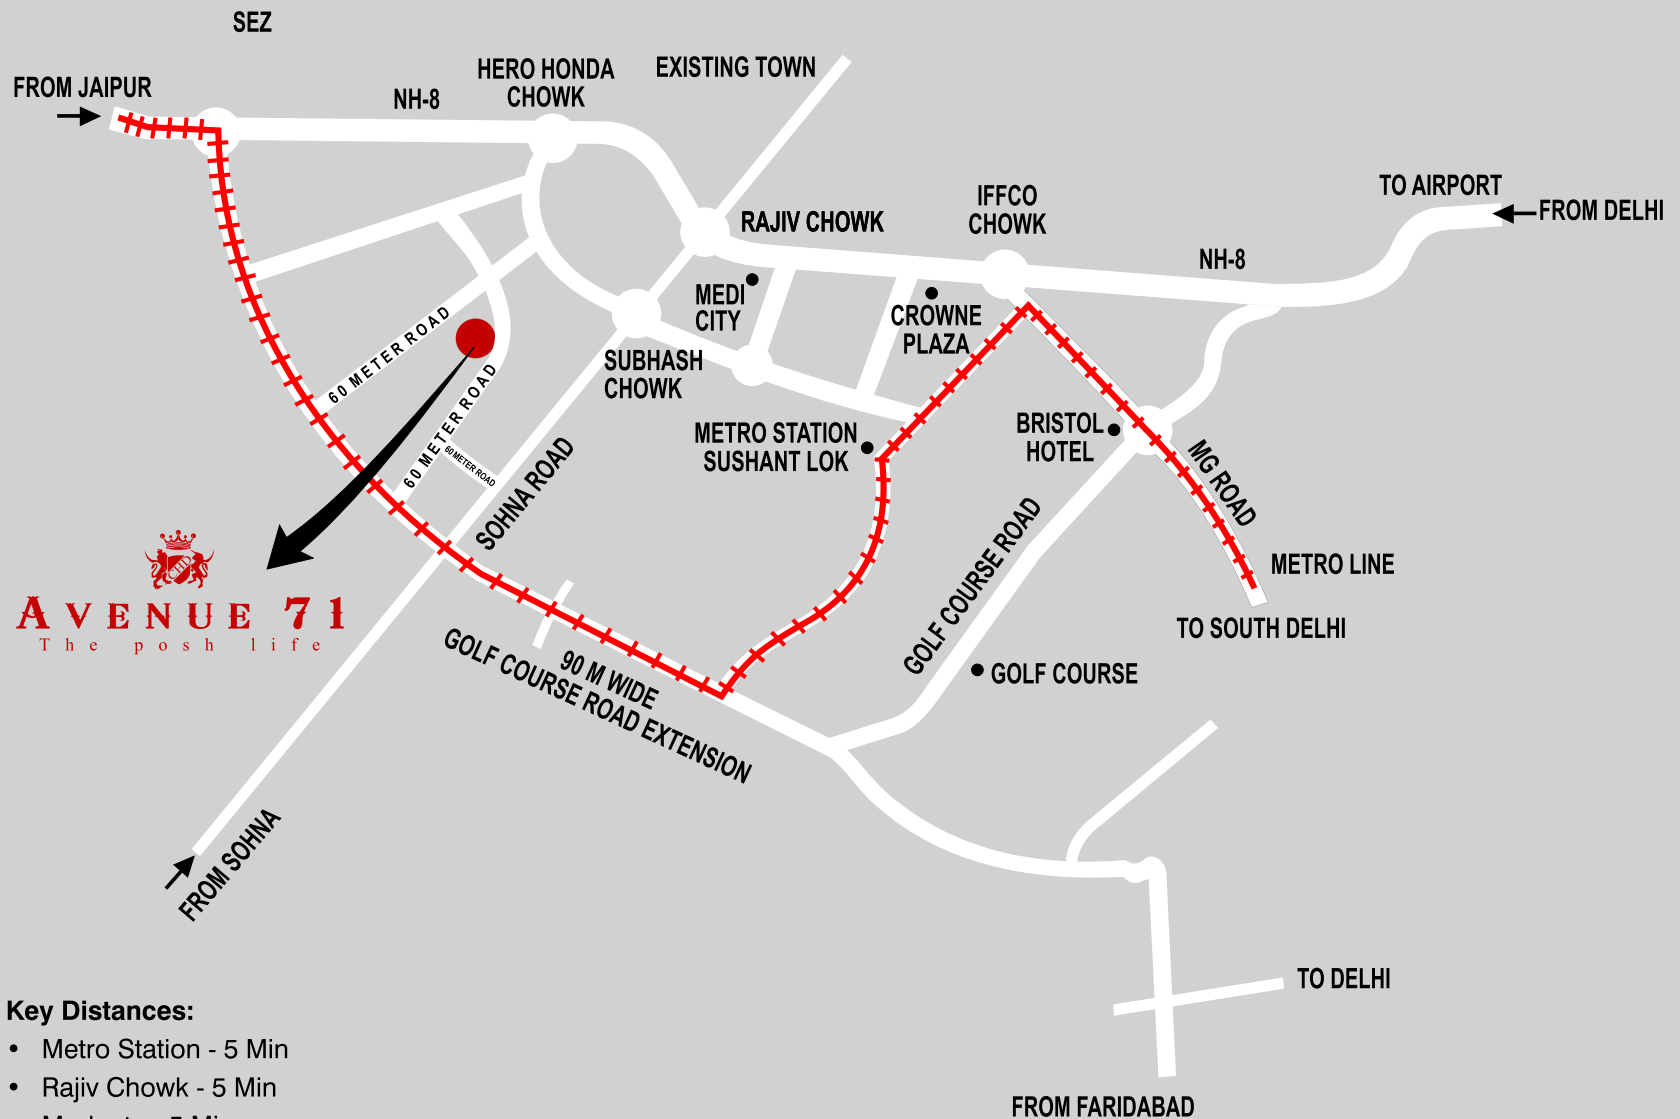 SEZ
FROM JAIPUR
NH-8
HERO HONDA
CHOWK
EXISTING TOWN
RAJIV CHOWK
IFFCO
CHOWK
TO AIRPORT
FROM DELHI
NH-8
MEDI
CITY
CROWNE
PLAZA
60 METER ROAD
60 METER ROAD
60 METER ROAD
SUBHASH
CHOWK
METRO STATION
SUSHANT LOK
BRISTOL
HOTEL
MG ROAD
SOHNA ROAD
METRO LINE
TO SOUTH DELHI
GOLF COURSE ROAD
GOLF COURSE
CHD
AVENUE 71
The posh life
90 M WIDE
GOLF COURSE ROAD EXTENSION
FROM SOHNA
TO DELHI
FROM FARIDABAD
Key Distances:
• Metro Station - 5 Min
• Rajiv Chowk - 5 Min